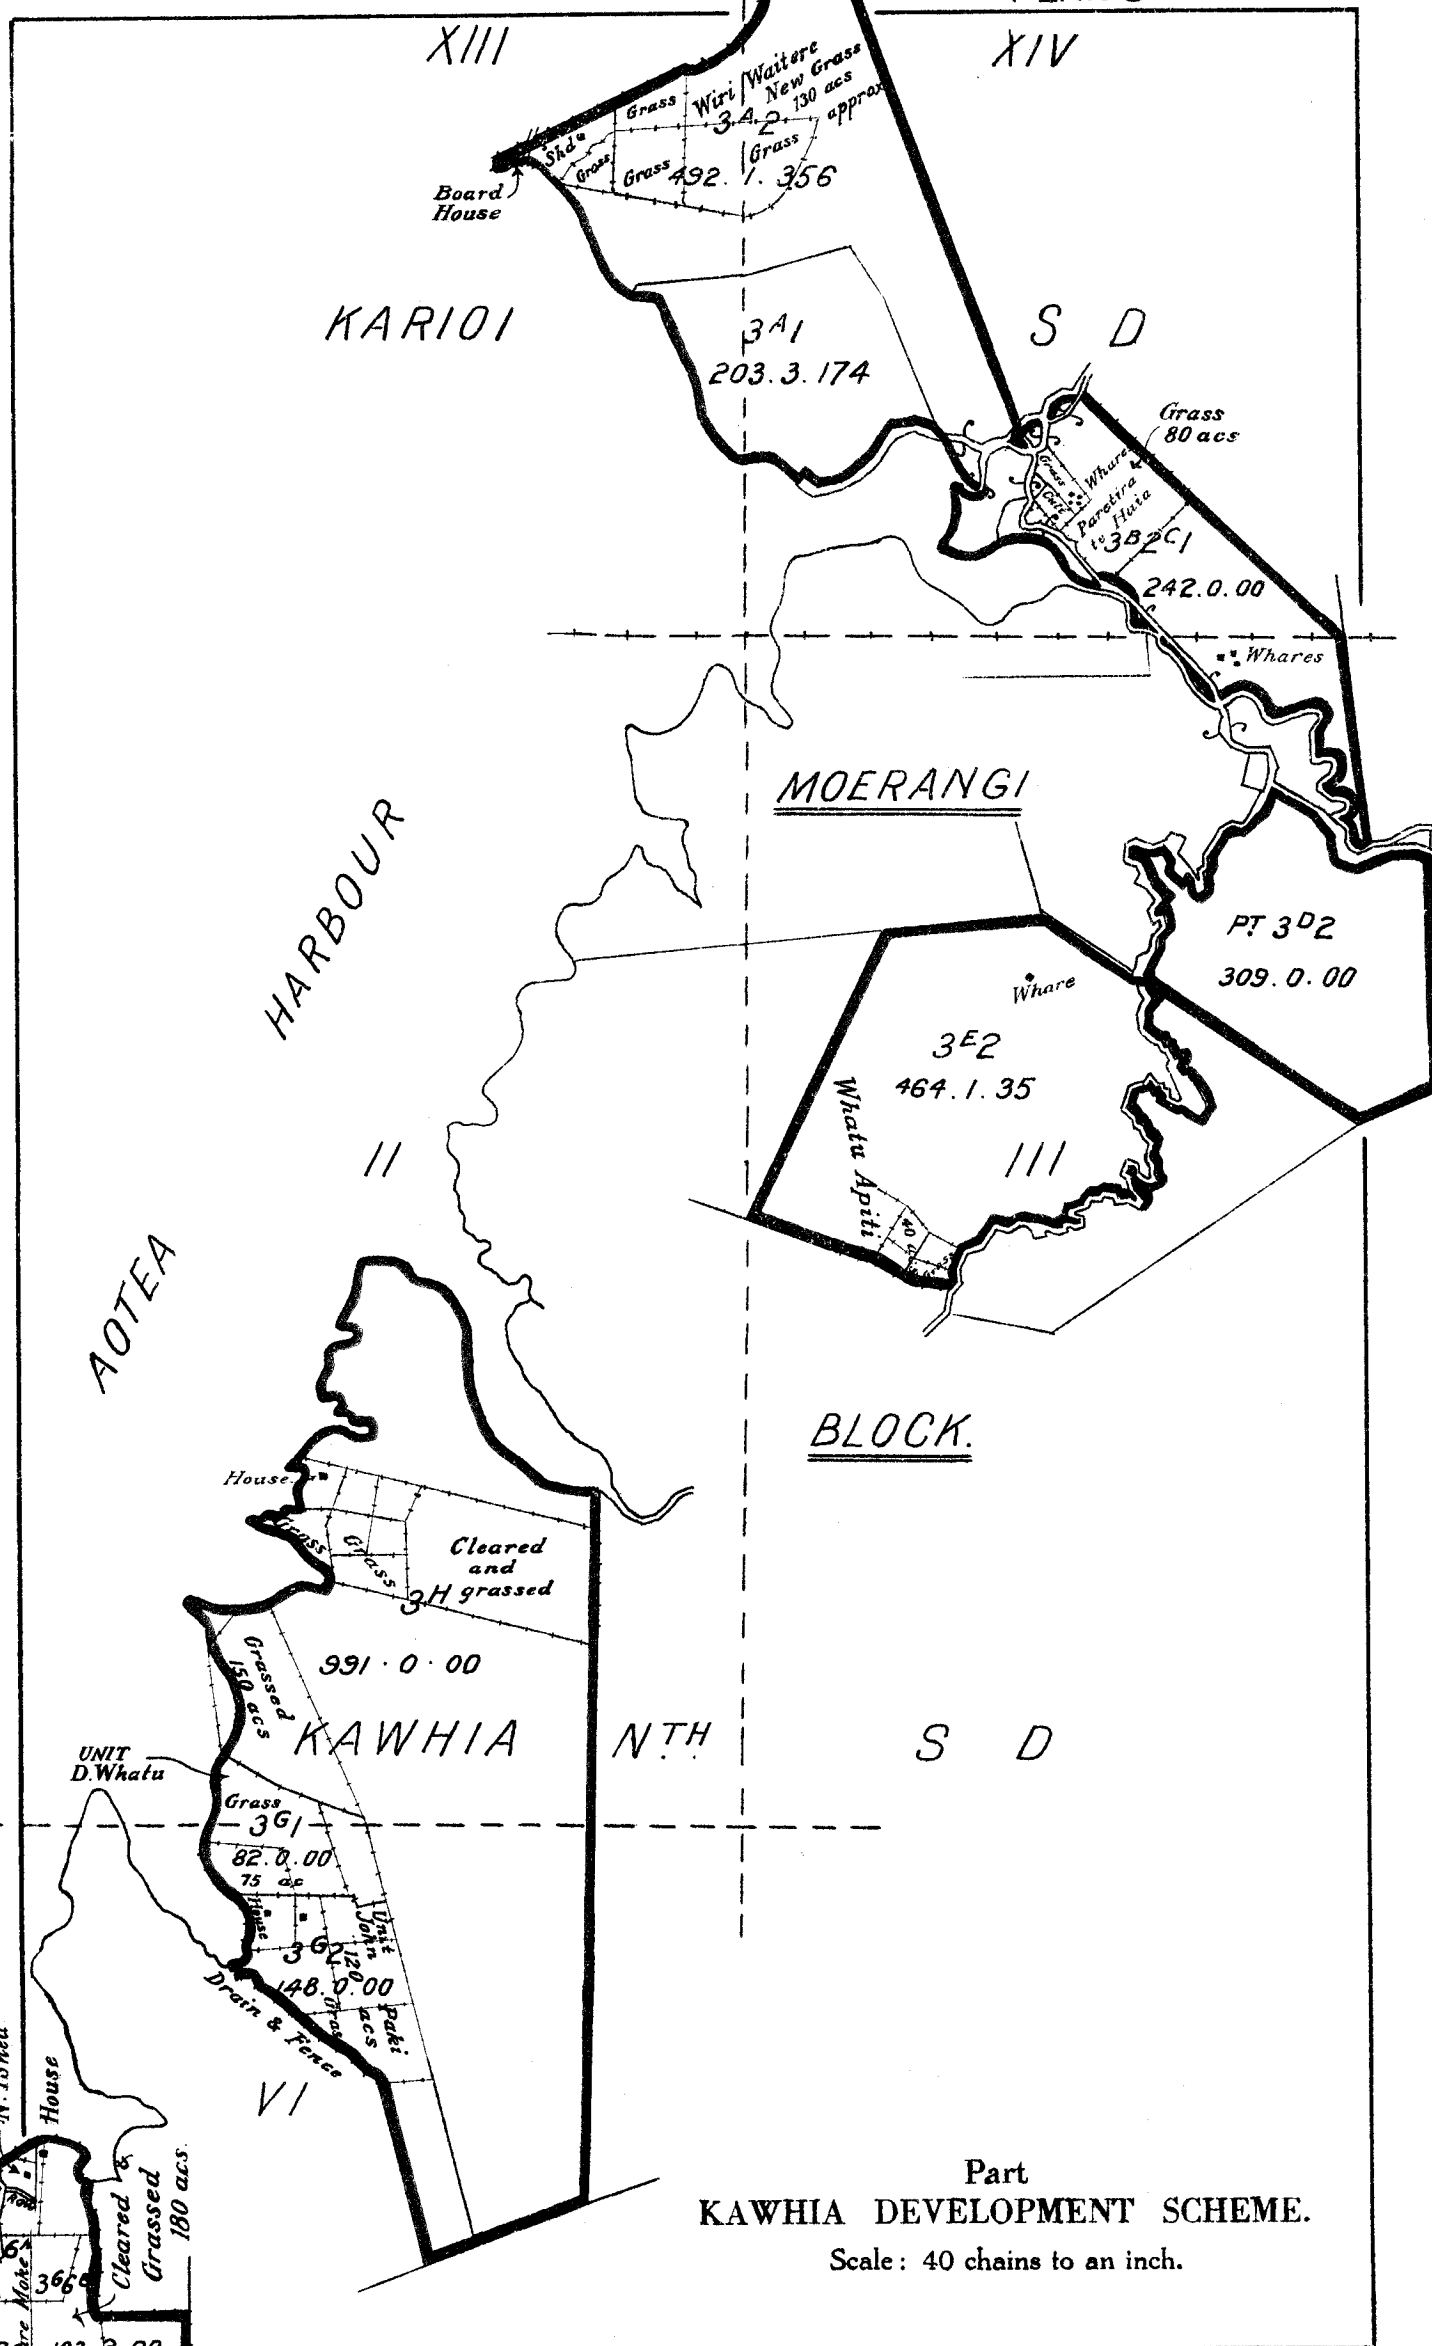 XIII
XIV
Wiri
Waitere
New Grass
130 acs
approx
Grass
3A2
Shd
Grass
Grass
Grass
492.1.356
Board
House
KARIOI
S D
3A1
203.3.174
Grass
80 acs
Grass
Whares
Paretira
te Huia
3B2C1
242.0.00
Whares
MOERANGI
HARBOUR
PT 3D2
309.0.00
Whare
3E2
464.1.35
Whatu Apiti
40
II
III
AOTEA
BLOCK.
House
Grass
Grass
Cleared
and
grassed
3H
991.0.00
Grassed
150 acs
KAWHIA NTH S D
UNIT
D.Whatu
Grass
3G1
82.0.00
75 ac
House
Unit
John
Paki
120
acs
3G2
148.0.00
Drain & Fence
VI
House
Cleared &
Grassed
180 acs.
Part
KAWHIA DEVELOPMENT SCHEME.
Scale: 40 chains to an inch.